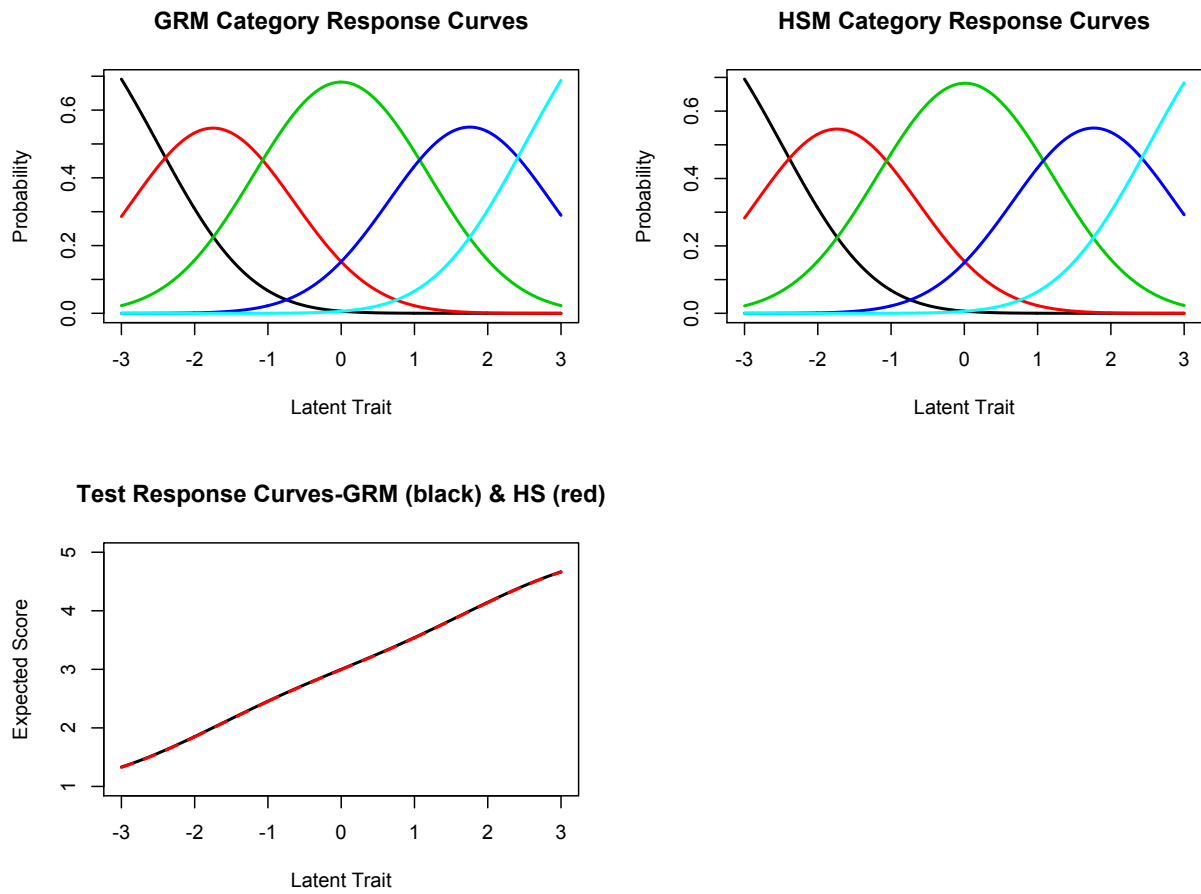 GRM Category Response Curves
Probability
0.0 0.2 0.4 0.6
-3 -2 -1 0 1 2 3
Latent Trait
HSM Category Response Curves
Probability
0.0 0.2 0.4 0.6
-3 -2 -1 0 1 2 3
Latent Trait
Test Response Curves-GRM (black) & HS (red)
Expected Score
1 2 3 4 5
-3 -2 -1 0 1 2 3
Latent Trait